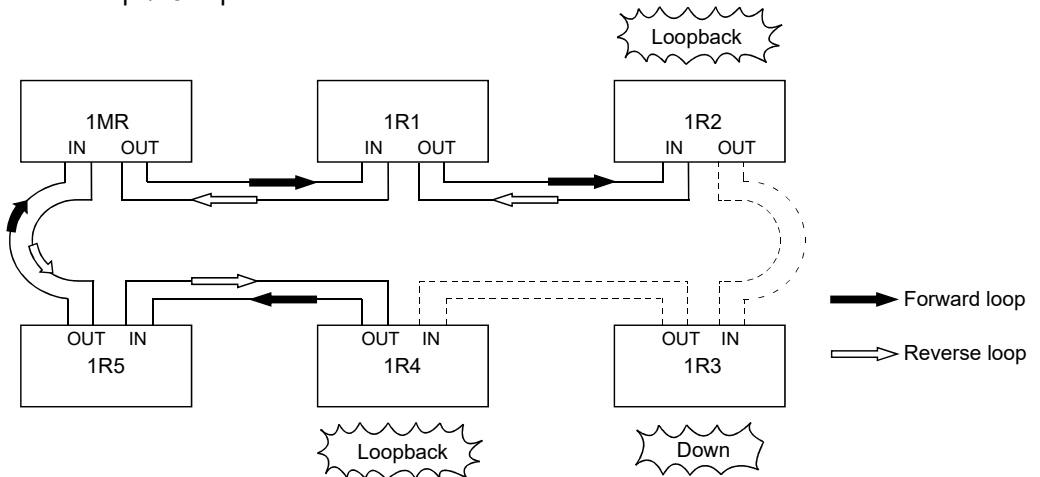 Loopback
1MR
IN OUT
1R1
IN OUT
1R2
IN OUT
Forward loop
Reverse loop
OUT IN
1R5
OUT IN
1R4
OUT IN
1R3
Loopback
Down